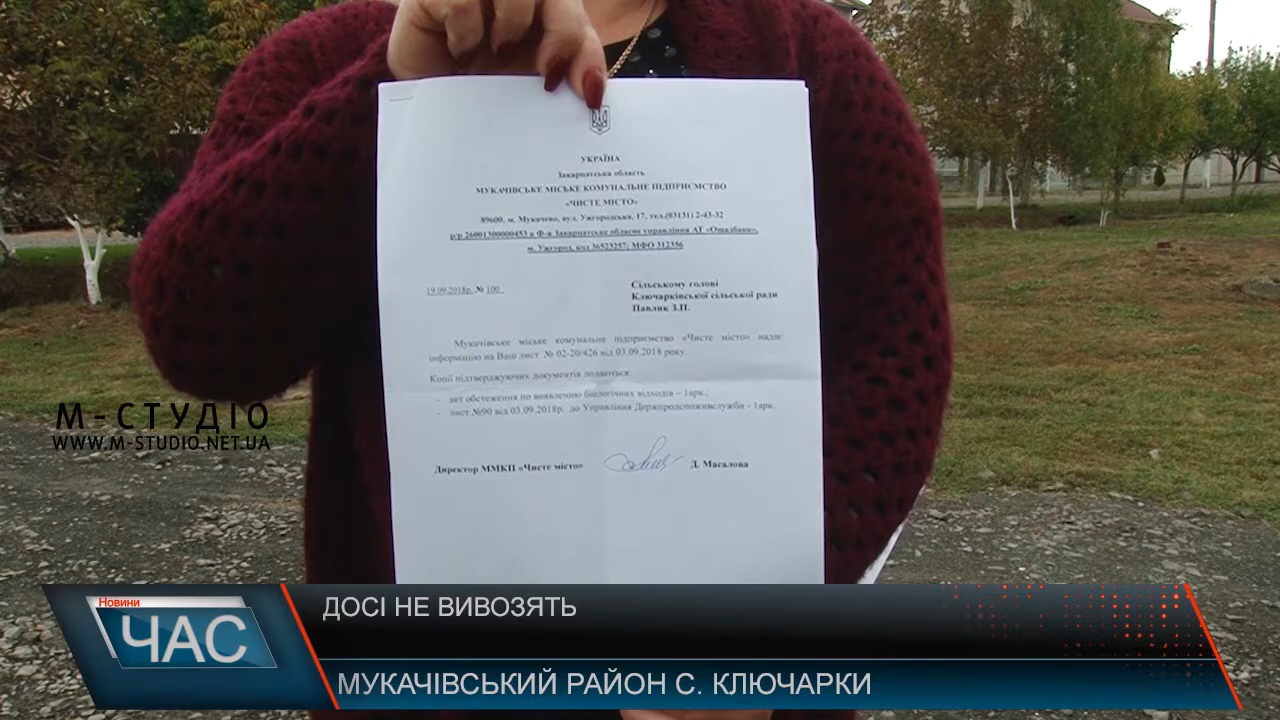 УКРАЇНА
Закарпатська область
МУКАЧІВСЬКЕ МІСЬКЕ КОМУНАЛЬНЕ ПІДПРИЄМСТВО
«ЧИСТЕ МІСТО»
89600, м. Мукачево, вул. Ужгородська, 17, тел.(03131) 2-43-32
р/р 26001300000453 в Ф-я Закарпатське обласне управління АТ «Ощадбанк»,
м. Ужгород, код 36523257; МФО 312356
19.09.2018р. № 100
Сільському голові
Ключарківської сільської ради
Павлик З.П.
Мукачівське міське комунальне підприємство «Чисте місто» надає
інформацію на Ваш лист № 02-20/426 від 03.09.2018 року.
Копії підтверджуючих документів додаються:
- акт обстеження по виявленню біологічних відходів – 1арк.;
- лист №90 від 03.09.2018р. до Управління Держпродспоживслужби - 1арк.
Директор ММКП «Чисте місто» Д. Масалова
М-СТУДІО
WWW.M-STUDIO.NET.UA
Новини
ЧАС
ДОСІ НЕ ВИВОЗЯТЬ
МУКАЧІВСЬКИЙ РАЙОН С. КЛЮЧАРКИ